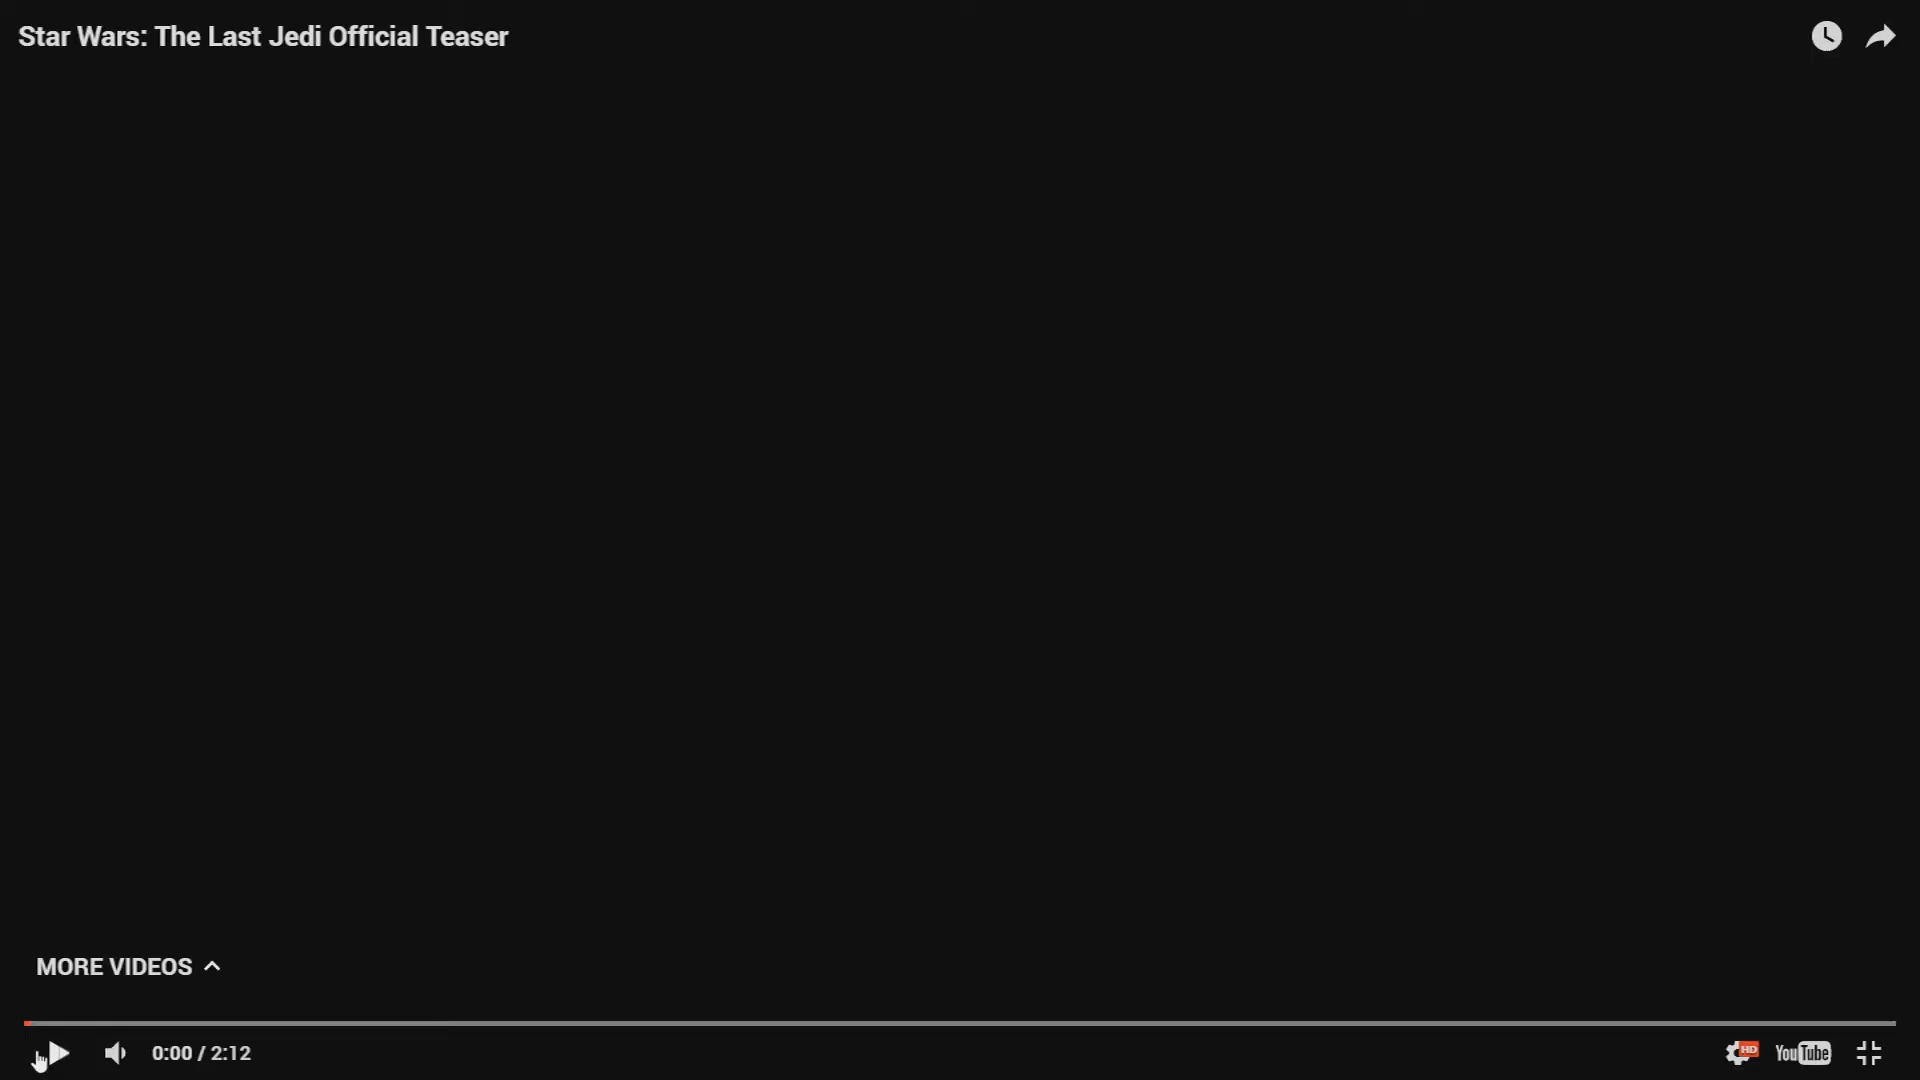 Star Wars: The Last Jedi Official Teaser
MORE VIDEOS
0:00 / 2:12
HD
YouTube